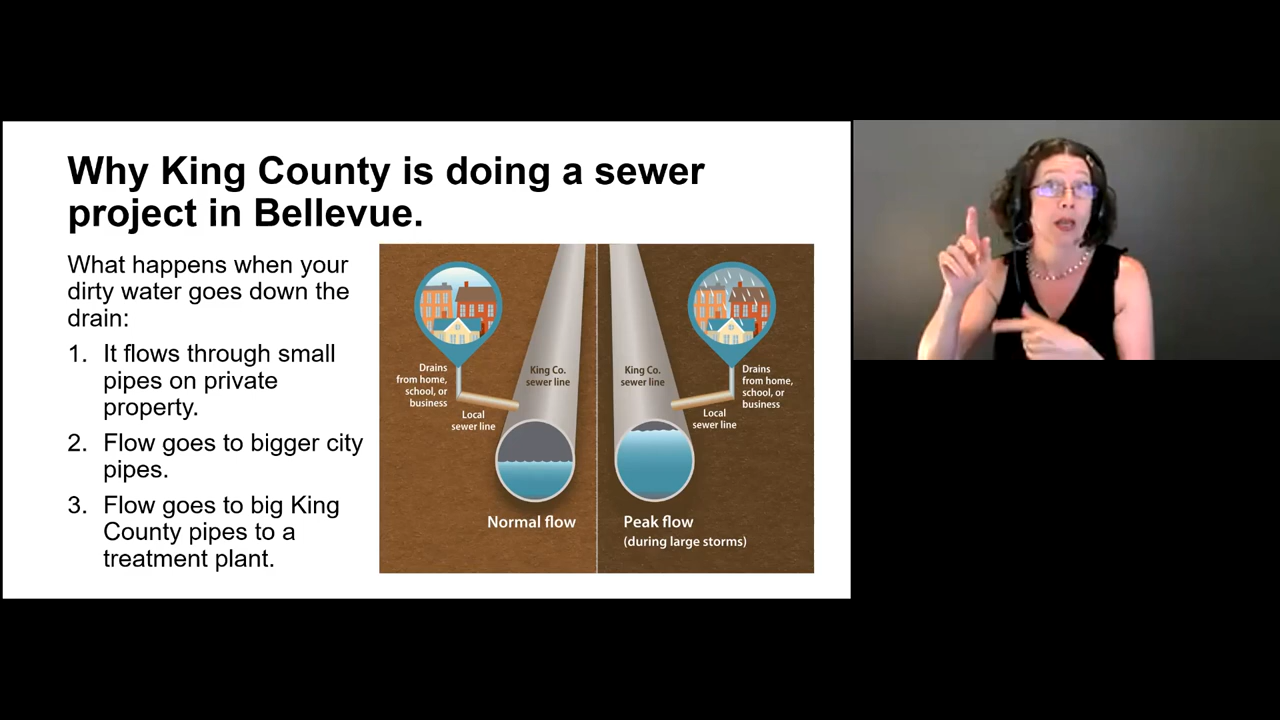 Why King County is doing a sewer
project in Bellevue.
What happens when your
dirty water goes down the
drain:
1. It flows through small
pipes on private
property.
2. Flow goes to bigger city
pipes.
3. Flow goes to big King
County pipes to a
treatment plant.
Drains
from home,
school, or
business
Local
sewer line
King Co.
sewer line
Normal flow
King Co.
sewer line
Drains
from home,
school, or
business
Local
sewer line
Peak flow
(during large storms)